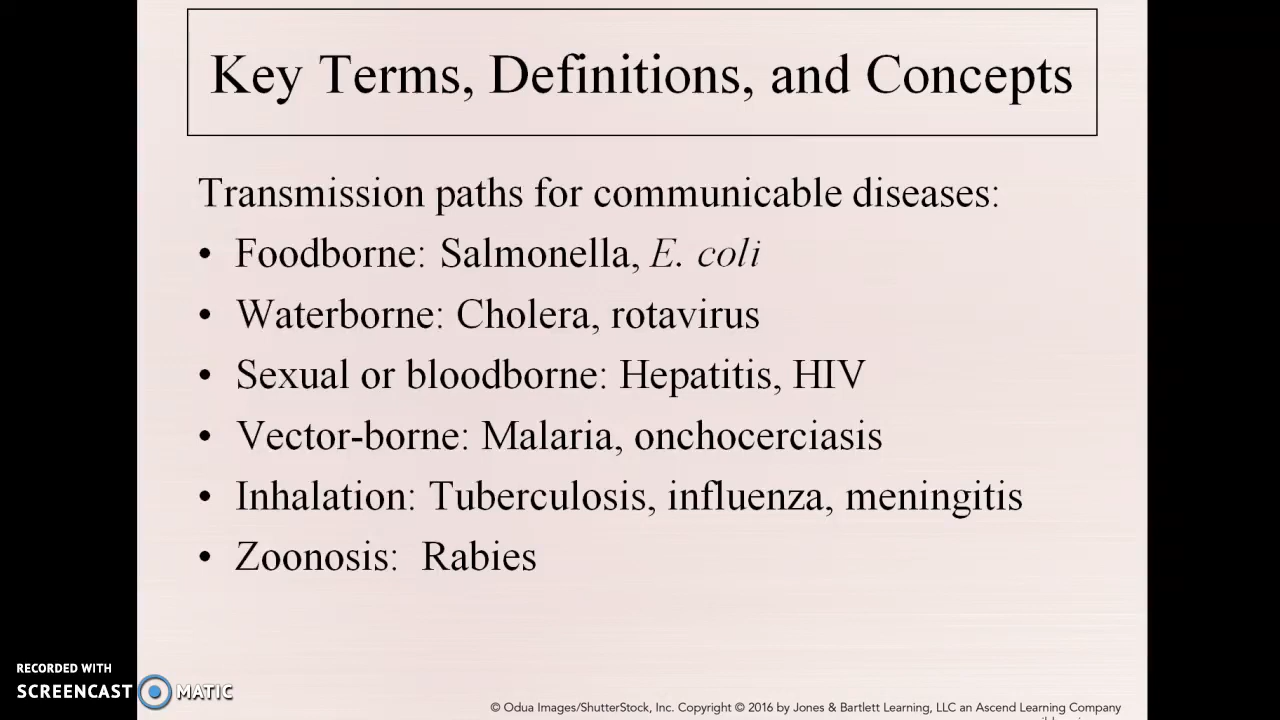 Key Terms, Definitions, and Concepts
Transmission paths for communicable diseases:
• Foodborne: Salmonella, E. coli
• Waterborne: Cholera, rotavirus
• Sexual or bloodborne: Hepatitis, HIV
• Vector-borne: Malaria, onchocerciasis
• Inhalation: Tuberculosis, influenza, meningitis
• Zoonosis: Rabies
RECORDED WITH
SCREENCAST MATIC
© Odua Images/ShutterStock, Inc. Copyright © 2016 by Jones & Bartlett Learning, LLC an Ascend Learning Company